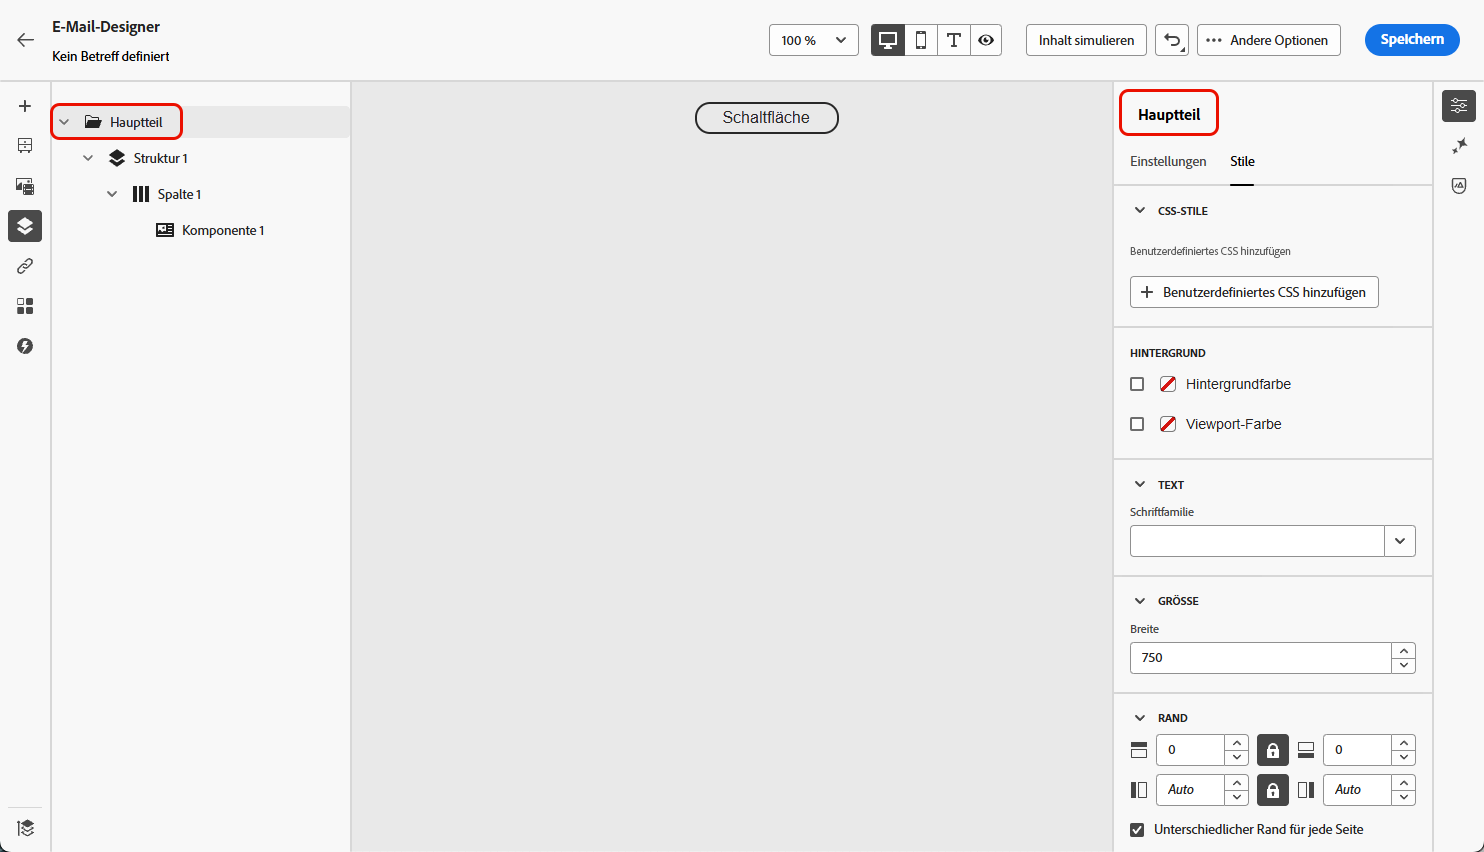 E-Mail-Designer
Kein Betreff definiert
100 %
Inhalt simulieren
Andere Optionen
Speichern
Hauptteil
Struktur 1
Spalte 1
Komponente 1
Schaltfläche
Hauptteil
Einstellungen
Stile
CSS-STILE
Benutzerdefiniertes CSS hinzufügen
Benutzerdefiniertes CSS hinzufügen
HINTERGRUND
Hintergrundfarbe
Viewport-Farbe
TEXT
Schriftfamilie
GRÖSSE
Breite
750
RAND
0
0
Auto
Auto
Unterschiedlicher Rand für jede Seite